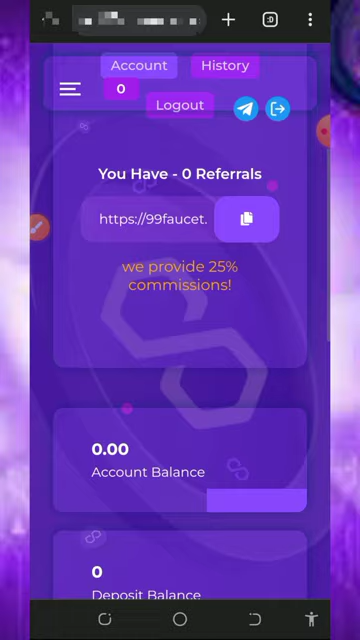 :D
Account
History
0
Logout
You Have - 0 Referrals
https://99faucet.
we provide 25%
commissions!
0.00
Account Balance
0
Deposit Balance